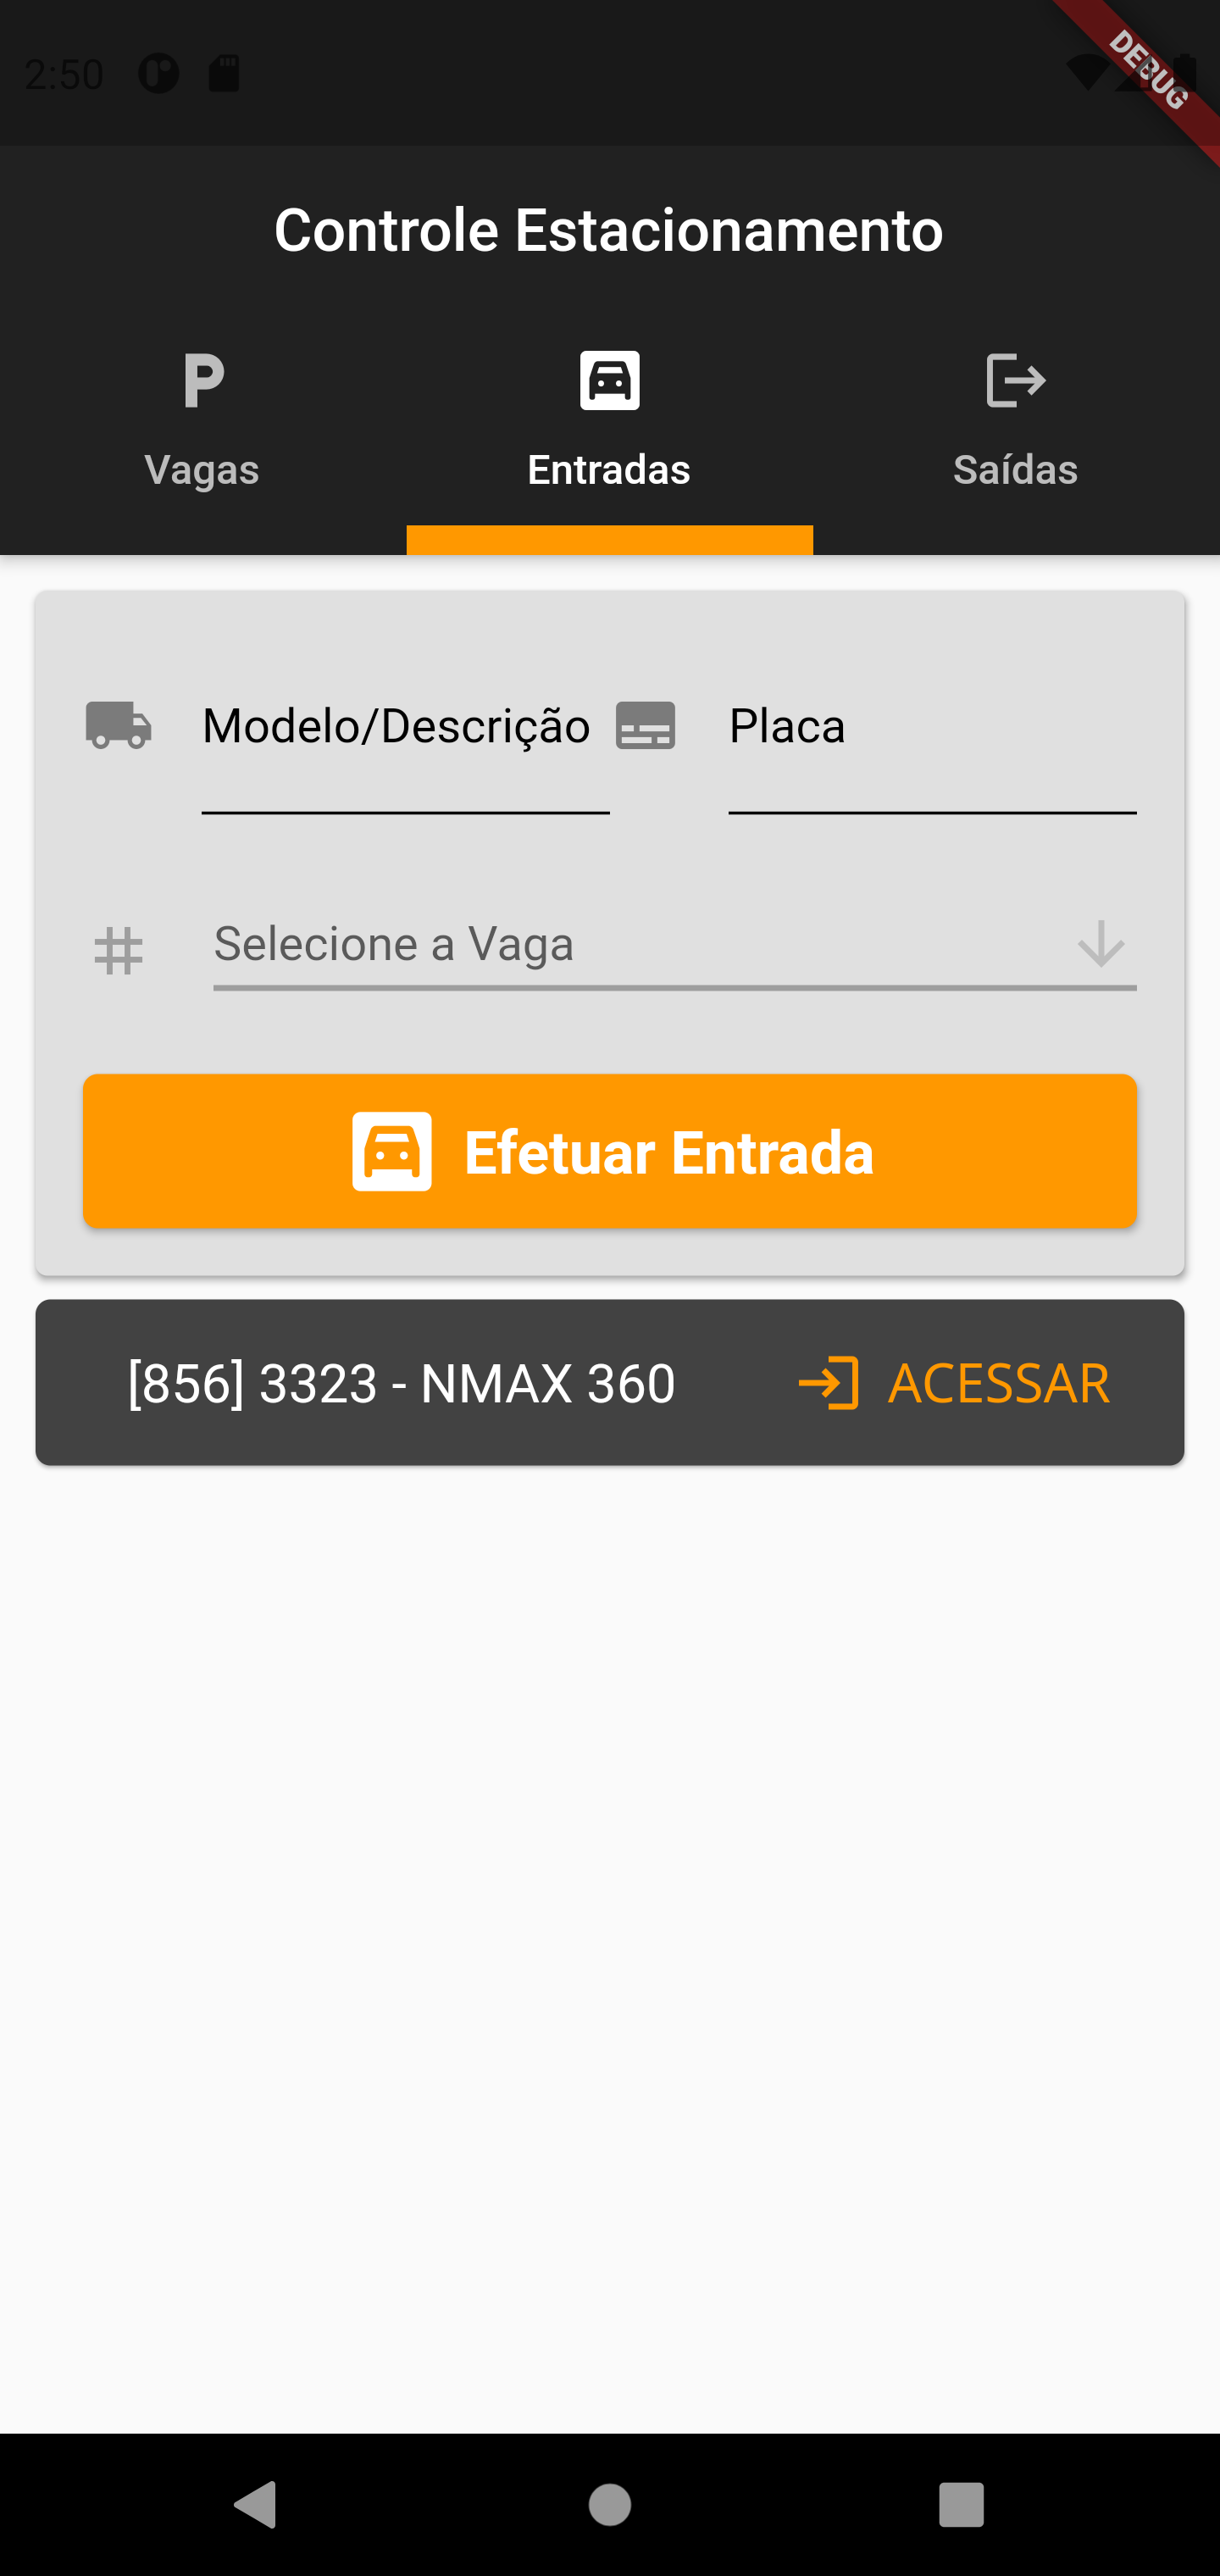 2:50
DEBUG
Controle Estacionamento
Vagas
Entradas
Saídas
Modelo/Descrição
Placa
Selecione a Vaga
Efetuar Entrada
[856] 3323 - NMAX 360
ACESSAR